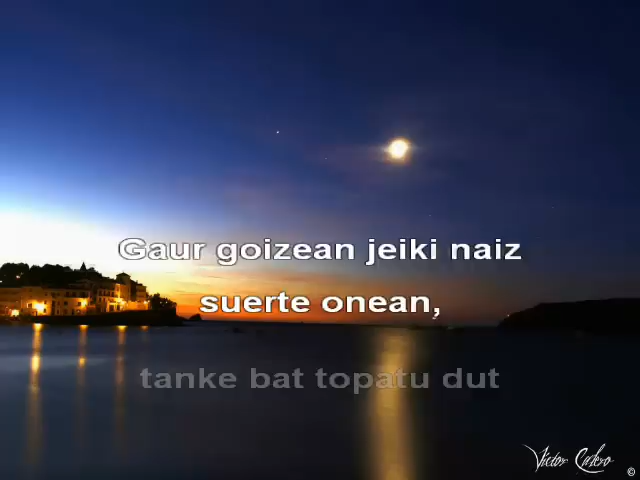 Gaur goizean jeiki naiz
suerte onean,
tanke bat topatu dut
©